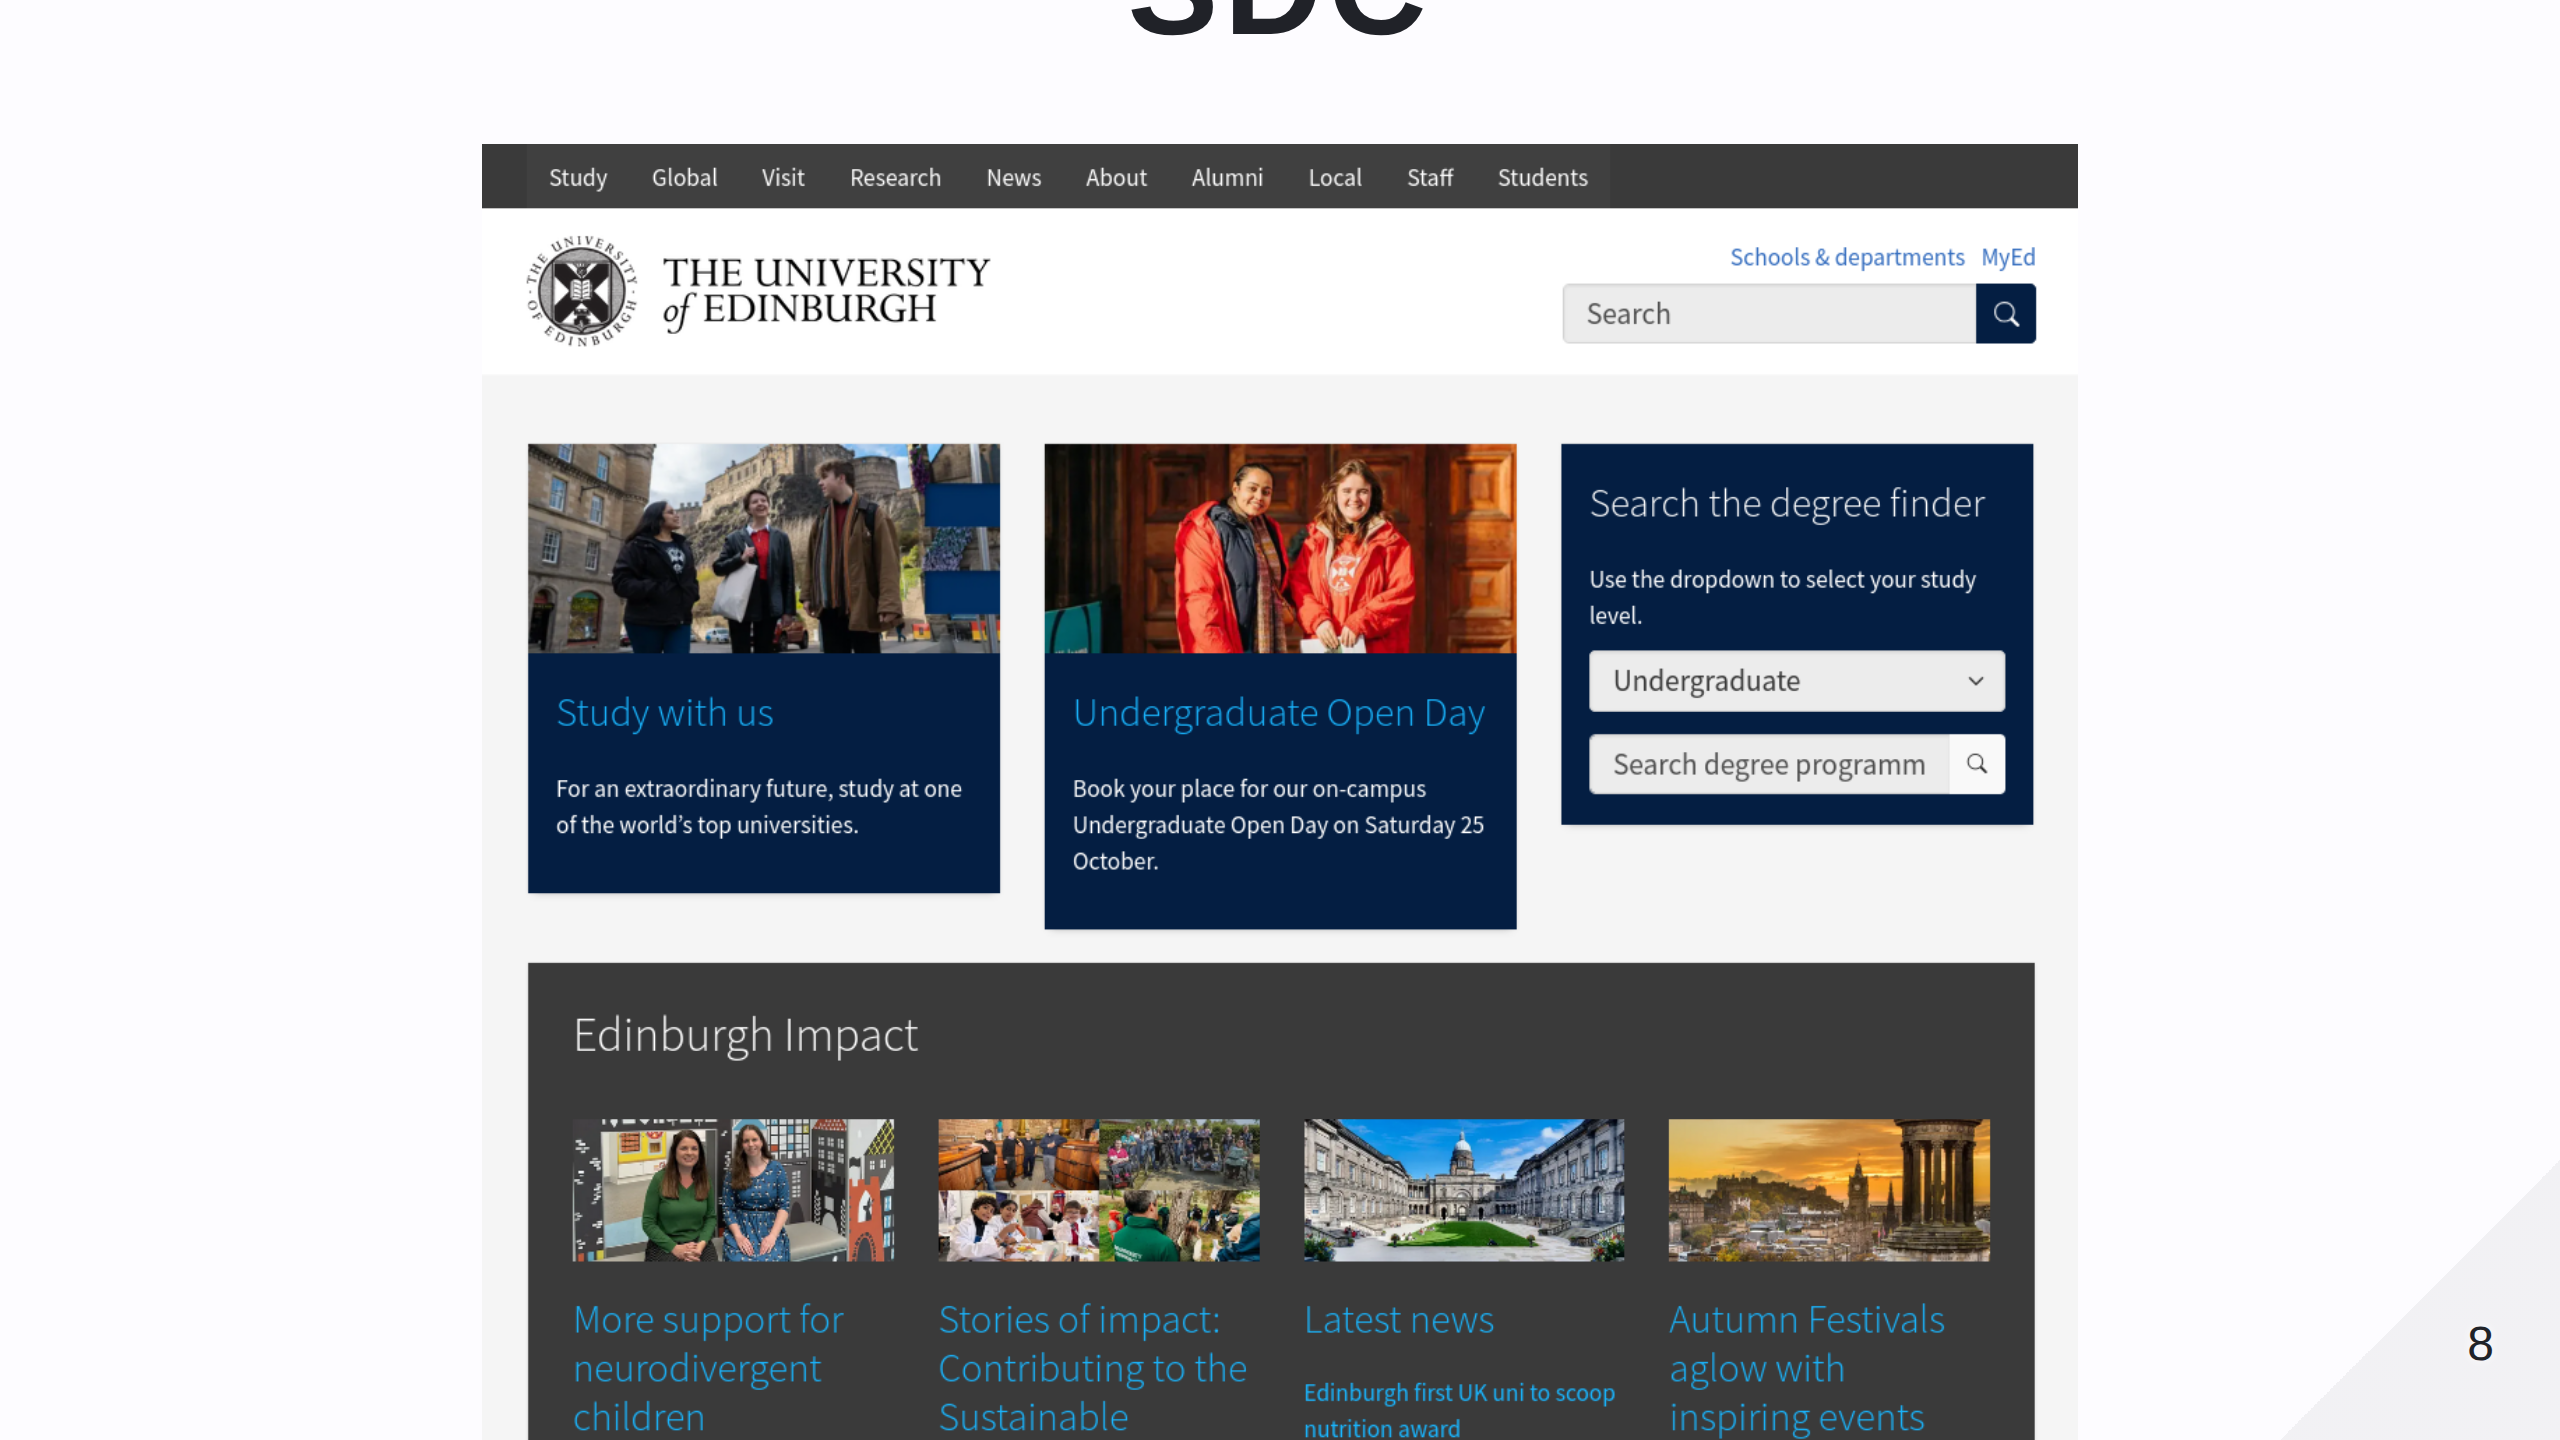 SDC
Study Global Visit Research News About Alumni Local Staff Students
THE UNIVERSITY OF EDINBURGH
THE UNIVERSITY
of EDINBURGH
Schools & departments MyEd
Search
Study with us
For an extraordinary future, study at one
of the world’s top universities.
Undergraduate Open Day
Book your place for our on-campus
Undergraduate Open Day on Saturday 25
October.
Search the degree finder
Use the dropdown to select your study
level.
Undergraduate
Search degree programm
Edinburgh Impact
More support for
neurodivergent
children
Stories of impact:
Contributing to the
Sustainable
Latest news
Edinburgh first UK uni to scoop
nutrition award
Autumn Festivals
aglow with
inspiring events
8